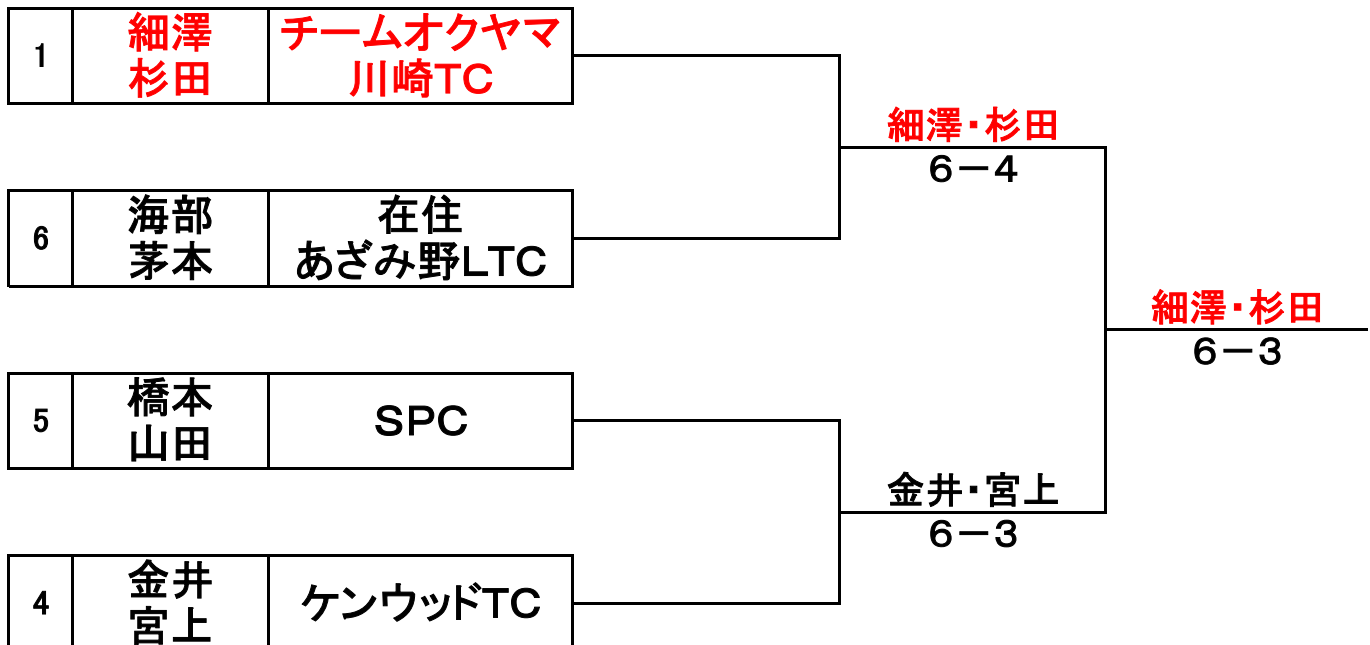 1
細澤
杉田
チームオクヤマ
川崎TC
細澤・杉田
6-4
6
海部
茅本
在住
あざみ野LTC
細澤・杉田
6-3
5
橋本
山田
SPC
金井・宮上
6-3
4
金井
宮上
ケンウッドTC